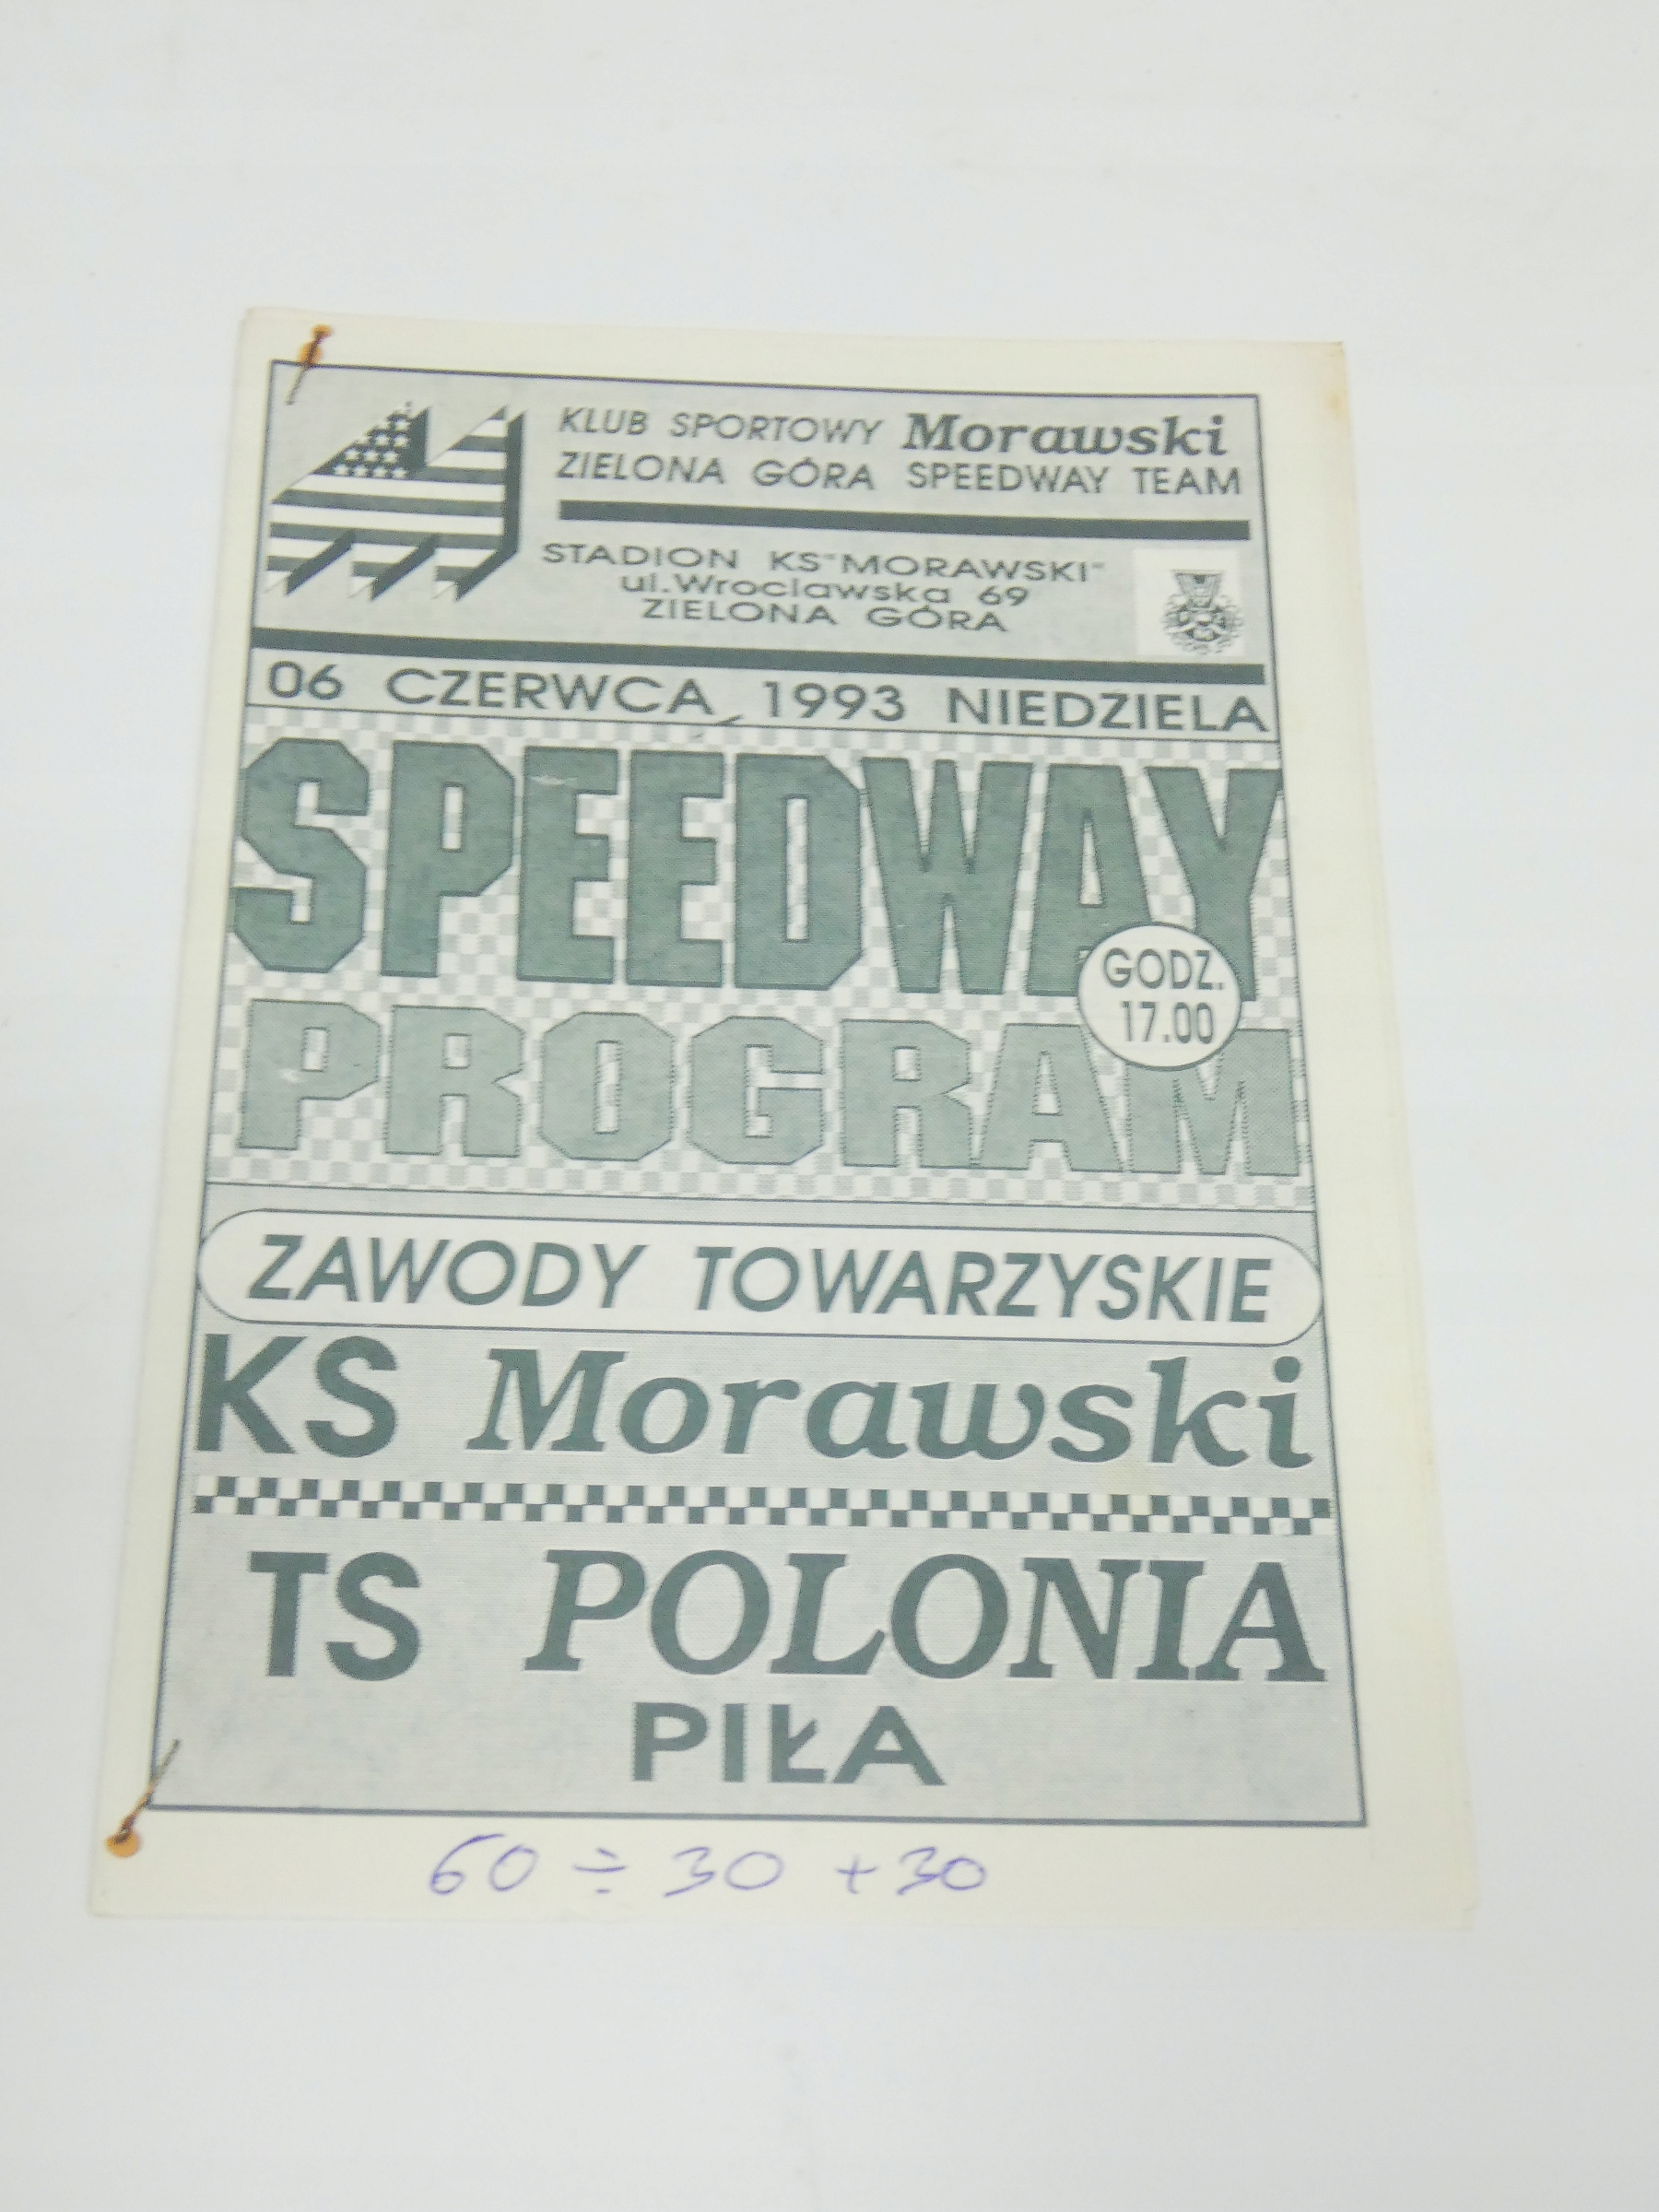 KLUB SPORTOWY Morawski
ZIELONA GÓRA SPEEDWAY TEAM
STADION KS"MORAWSKI"
ul.Wrocławska 69
ZIELONA GÓRA
06 CZERWCA 1993 NIEDZIELA
SPEEDWAY
GODZ.
17.00
PROGRAM
ZAWODY TOWARZYSKIE
KS Morawski
TS POLONIA
PIŁA
60 ÷ 30 +30